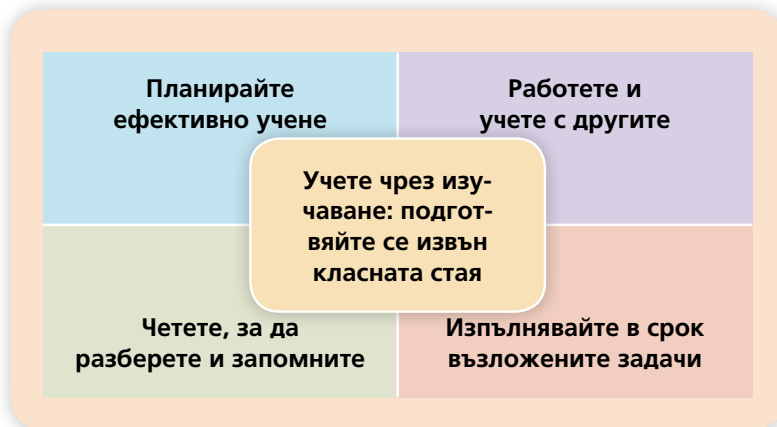 Планирайте
ефективно учене
Работете и
учете с другите
Учете чрез изу-
чаване: подгот-
вяйте се извън
класната стая
Четете, за да
разберете и запомните
Изпълнявайте в срок
възложените задачи